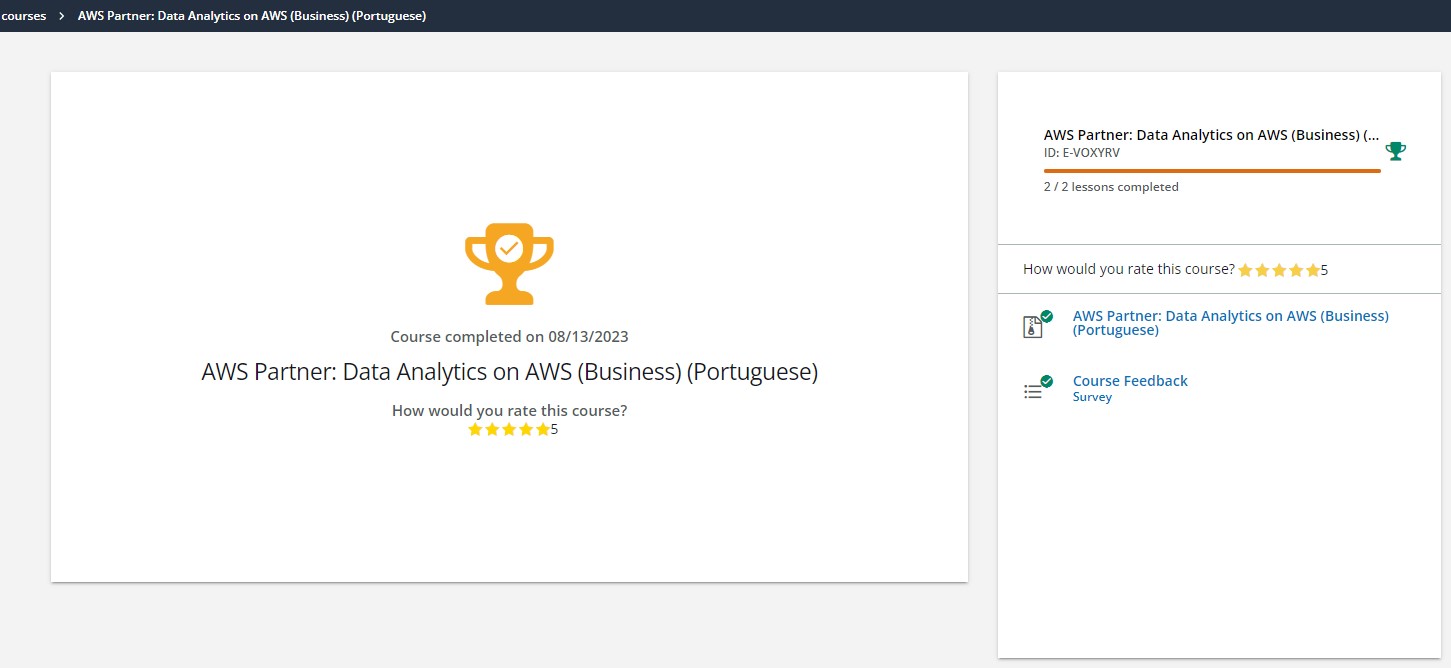 courses > AWS Partner: Data Analytics on AWS (Business) (Portuguese)
Course completed on 08/13/2023
AWS Partner: Data Analytics on AWS (Business) (Portuguese)
How would you rate this course?
5
AWS Partner: Data Analytics on AWS (Business) (...
ID: E-VOXYRV
2 / 2 lessons completed
How would you rate this course? 5
AWS Partner: Data Analytics on AWS (Business)
(Portuguese)
Course Feedback
Survey